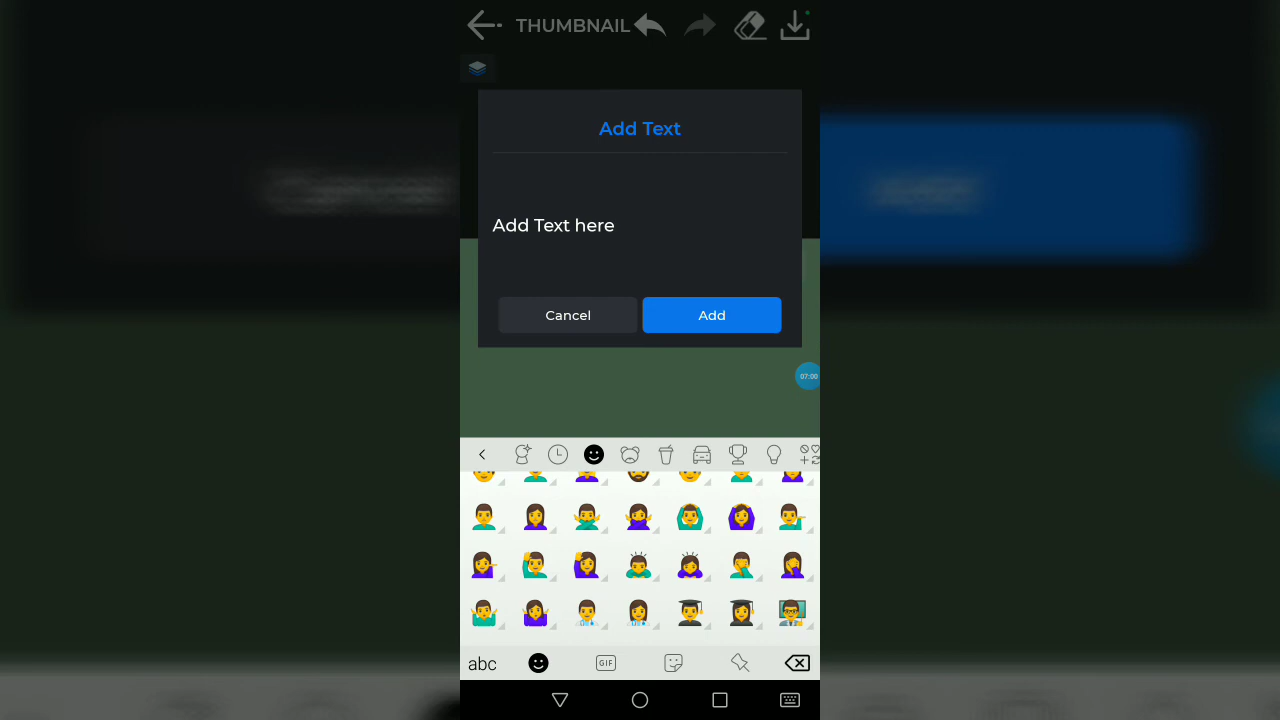 THUMBNAIL
Add Text
Add Text here
Cancel
Add
07:00
abc
GIF